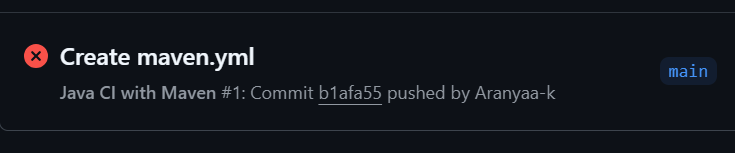 Create maven.yml
Java CI with Maven #1: Commit b1afa55 pushed by Aranyaa-k
main